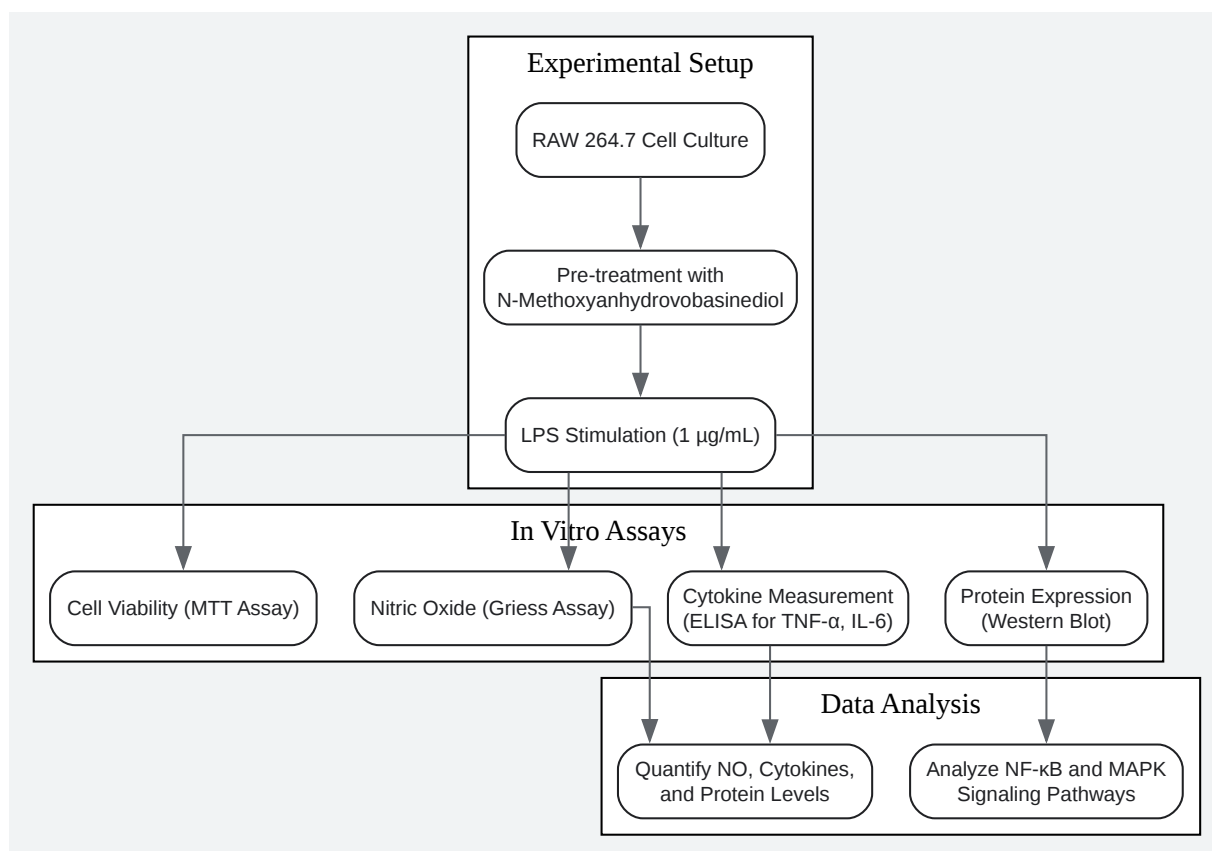 Experimental Setup
RAW 264.7 Cell Culture
Pre-treatment with
N-Methoxyanhydrovobasinediol
LPS Stimulation (1 µg/mL)
In Vitro Assays
Cell Viability (MTT Assay)
Nitric Oxide (Griess Assay)
Cytokine Measurement
(ELISA for TNF-α, IL-6)
Protein Expression
(Western Blot)
Data Analysis
Quantify NO, Cytokines,
and Protein Levels
Analyze NF-κB and MAPK
Signaling Pathways